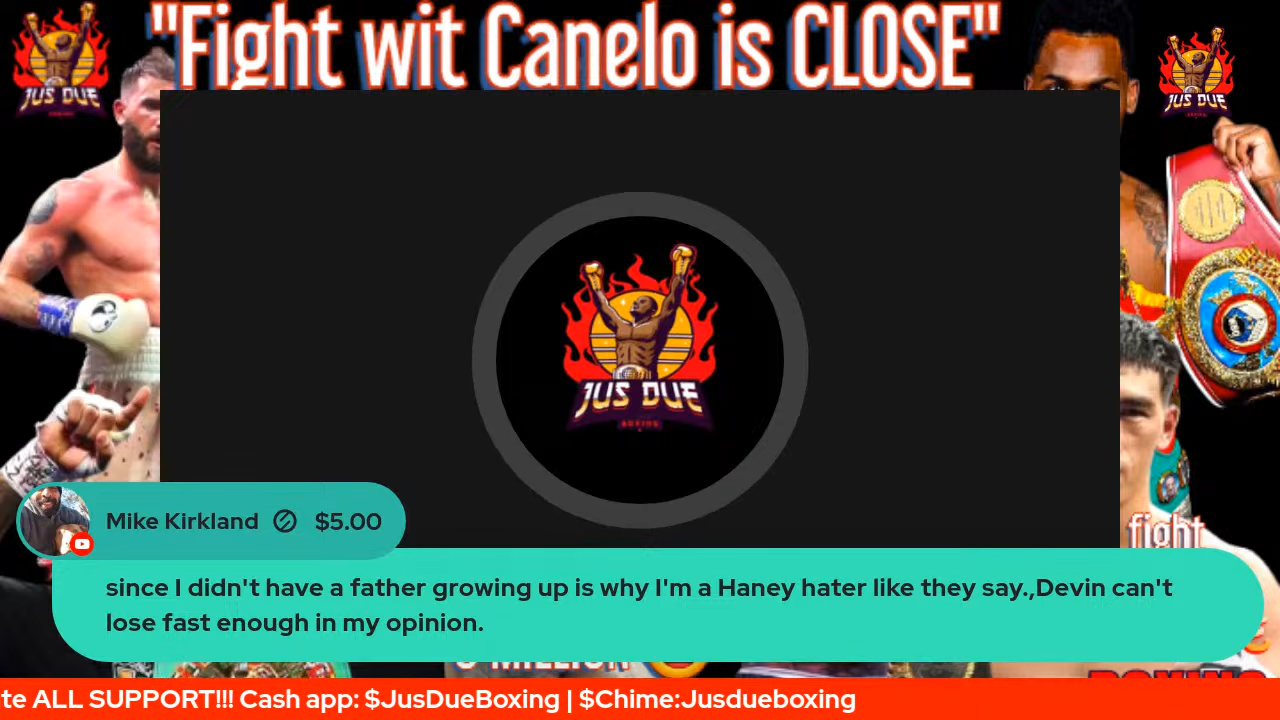 "Fight wit Canelo is CLOSE"
JUS DUE
JUS DUE
JUS DUE
BOXING
Mike Kirkland $5.00
fight
since I didn't have a father growing up is why I'm a Haney hater like they say.,Devin can't
lose fast enough in my opinion.
te ALL SUPPORT!!! Cash app: $JusDueBoxing | $Chime:Jusdueboxing